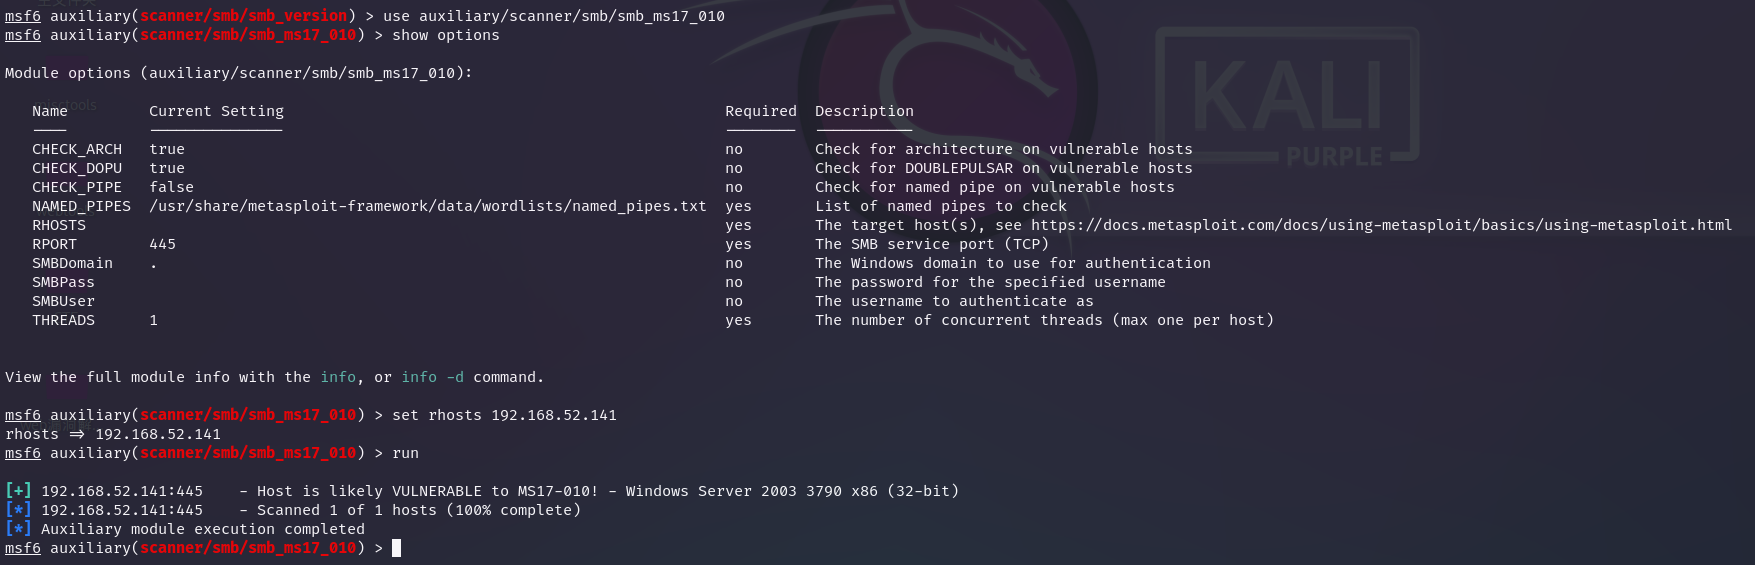 msf6 auxiliary(scanner/smb/smb_version) > use auxiliary/scanner/smb/smb_ms17_010
msf6 auxiliary(scanner/smb/smb_ms17_010) > show options
Module options (auxiliary/scanner/smb/smb_ms17_010):
Name Current Setting Required Description
---- --------------- -------- -----------
CHECK_ARCH true no Check for architecture on vulnerable hosts
CHECK_DOPU true no Check for DOUBLEPULSAR on vulnerable hosts
CHECK_PIPE false no Check for named pipe on vulnerable hosts
NAMED_PIPES /usr/share/metasploit-framework/data/wordlists/named_pipes.txt yes List of named pipes to check
RHOSTS yes The target host(s), see https://docs.metasploit.com/docs/using-metasploit/basics/using-metasploit.html
RPORT 445 yes The SMB service port (TCP)
SMBDomain . no The Windows domain to use for authentication
SMBPass no The password for the specified username
SMBUser no The username to authenticate as
THREADS 1 yes The number of concurrent threads (max one per host)
View the full module info with the info, or info -d command.
msf6 auxiliary(scanner/smb/smb_ms17_010) > set rhosts 192.168.52.141
rhosts => 192.168.52.141
msf6 auxiliary(scanner/smb/smb_ms17_010) > run
[+] 192.168.52.141:445 - Host is likely VULNERABLE to MS17-010! - Windows Server 2003 3790 x86 (32-bit)
[*] 192.168.52.141:445 - Scanned 1 of 1 hosts (100% complete)
[*] Auxiliary module execution completed
msf6 auxiliary(scanner/smb/smb_ms17_010) >
KALI
PURPLE